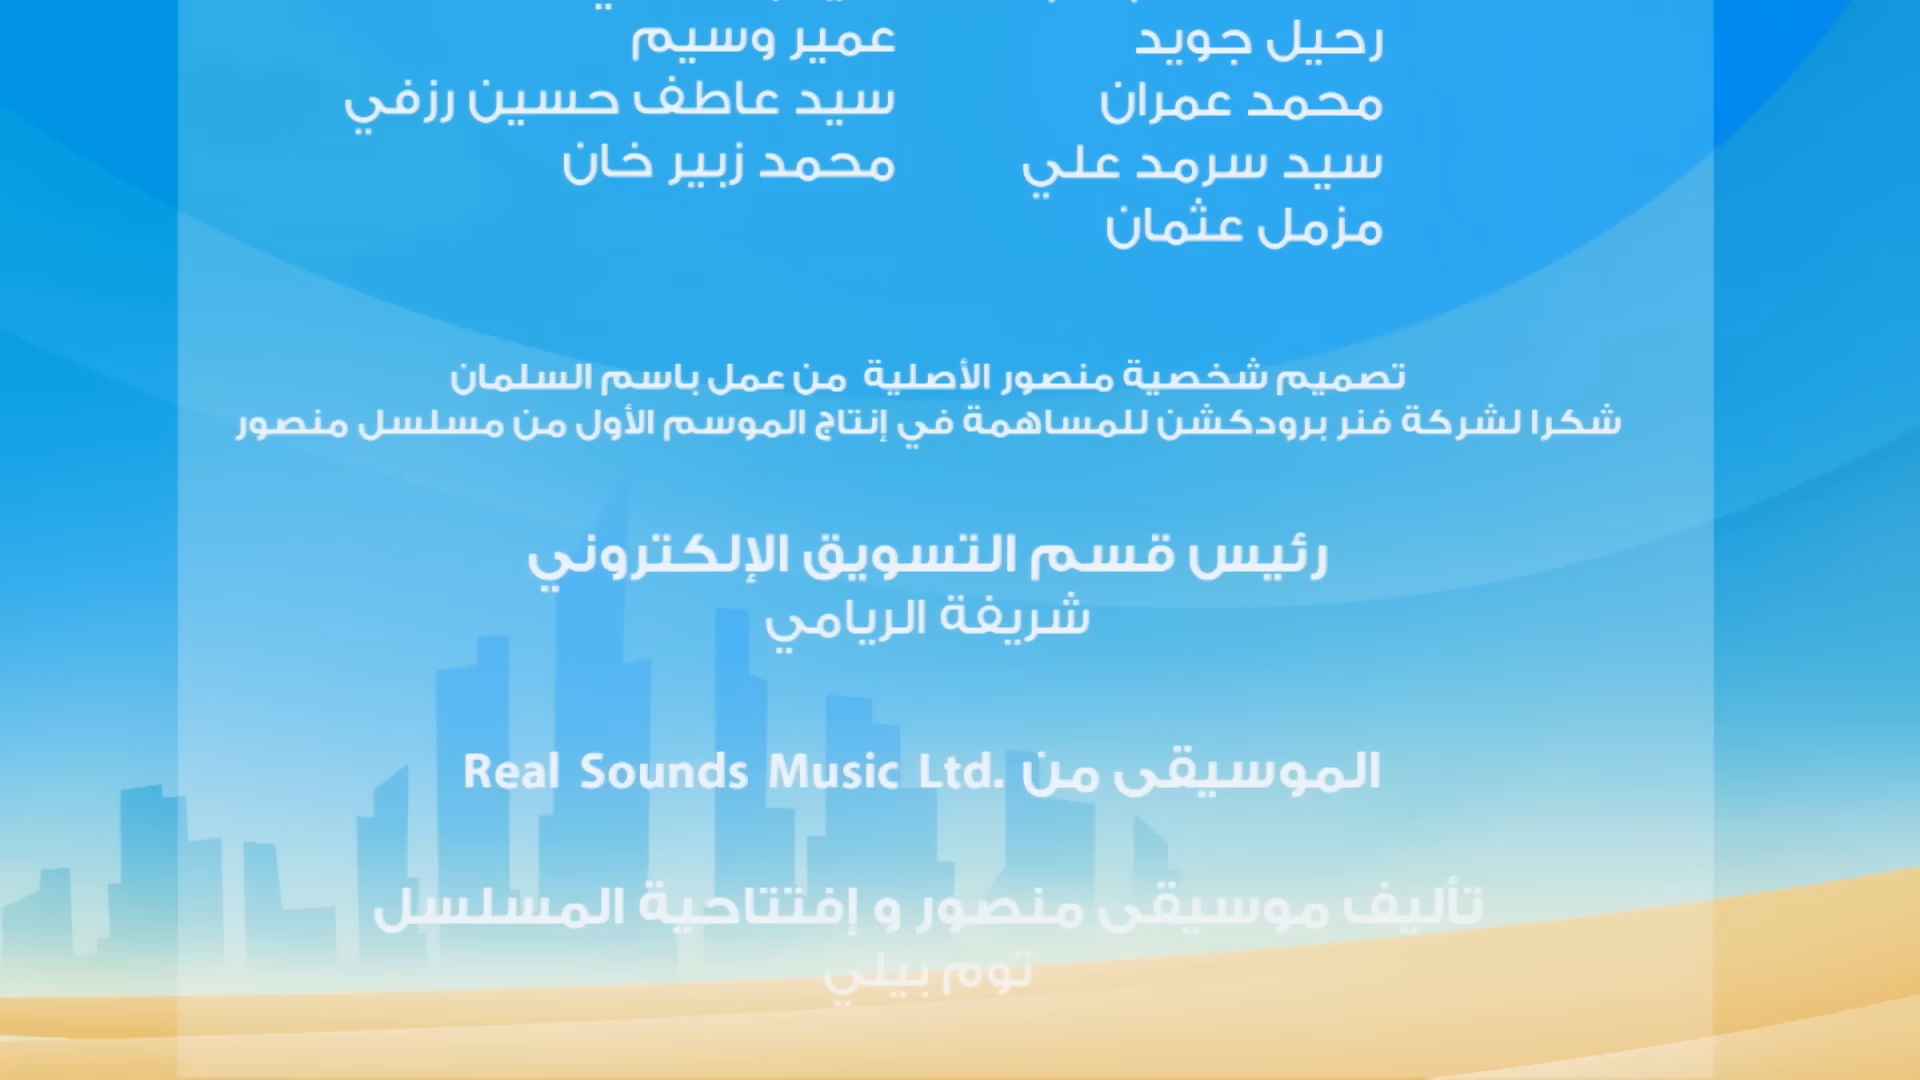 رحيل جويد عمير وسيم
محمد عمران سيد عاطف حسين رزفي
سيد سرمد علي محمد زبير خان
مزمل عثمان
تصميم شخصية منصور الأصلية من عمل باسم السلمان
شكرا لشركة فنر برودكشن للمساهمة في إنتاج الموسم الأول من مسلسل منصور
رئيس قسم التسويق الإلكتروني
شريفة الريامي
الموسيقى من Real Sounds Music Ltd.
تأليف موسيقى منصور و إفتتاحية المسلسل
توم بيلي